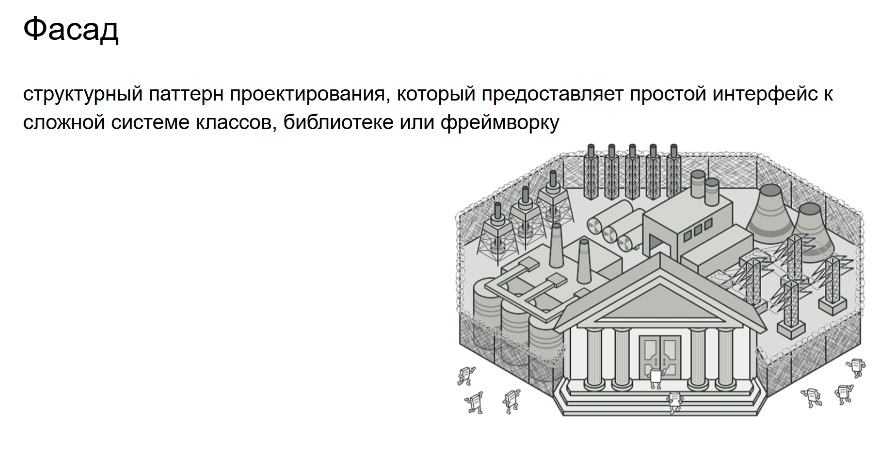 Фасад
структурный паттерн проектирования, который предоставляет простой интерфейс к
сложной системе классов, библиотеке или фреймворку